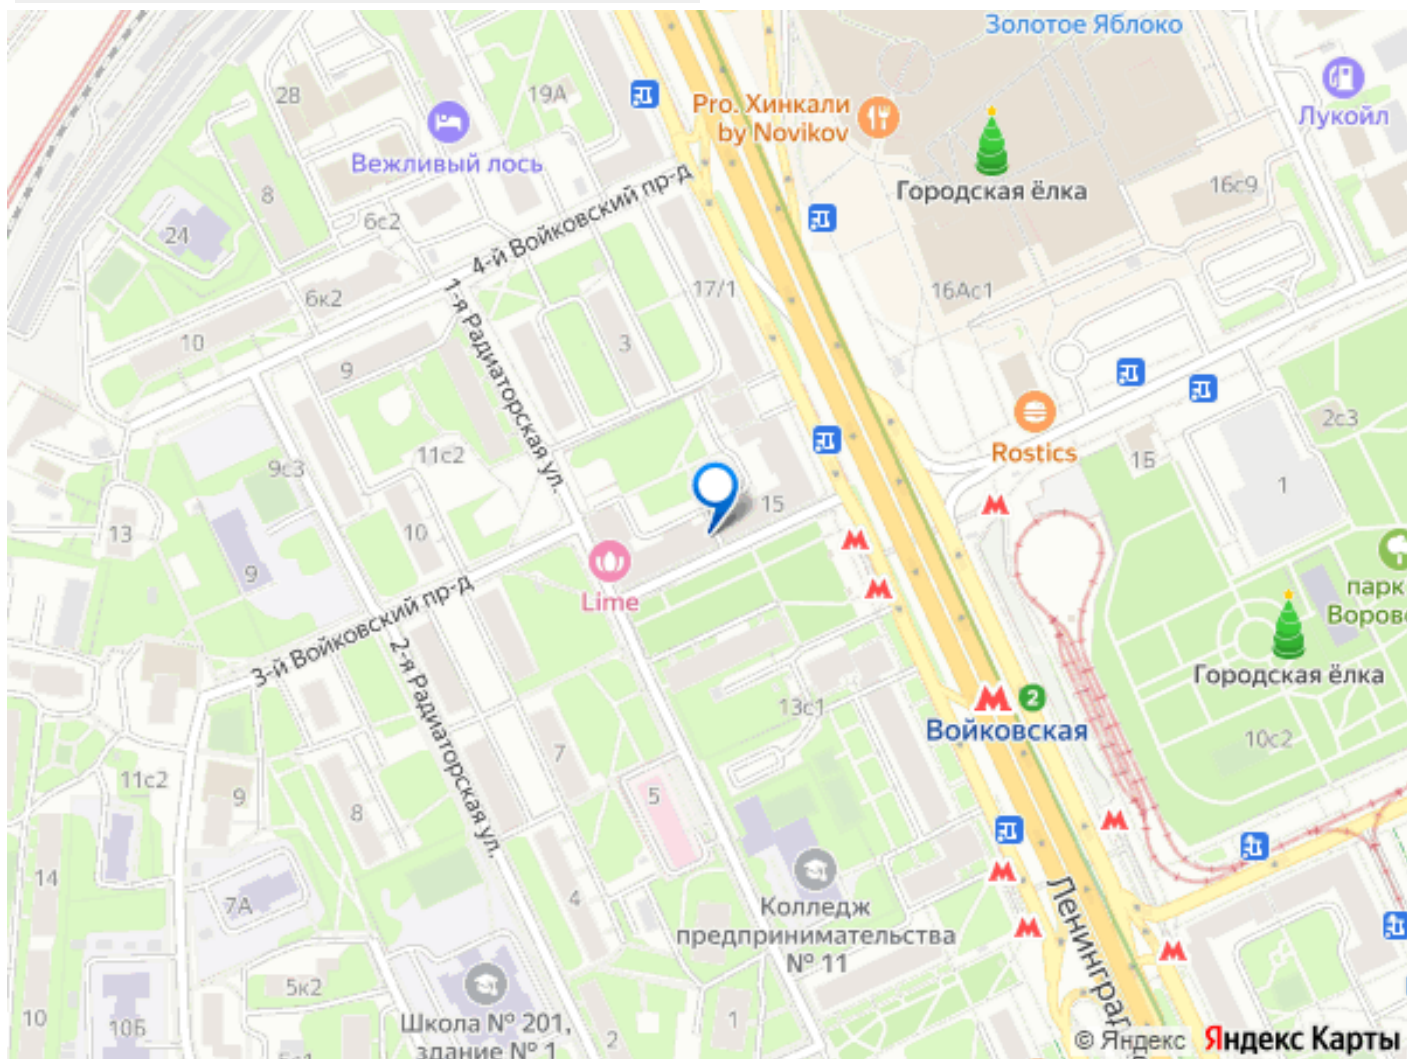 Золотое Яблоко
28
19А
Pro. Хинкали
by Novikov
Лукойл
Вежливый лось
8
Городская ёлка
16с9
6с2
4-й Войковский пр-д
24
6к2
17/1
16Ас1
1-я Радиаторская ул.
10
3
9
2с3
Rostics
15
11с2
9с3
1
15
13
10
9
Lime
парк
Воров
3-й Войковский пр-д
2-я Радиаторская ул.
Городская ёлка
2
Войковская
13с1
10с2
7
11с2
9
8
5
14
7А
4
Колледж
предпринимательства
№ 11
Ленинград
5к2
10
10Б
Школа № 201,
здание № 1
2
1
© Яндекс Яндекс Карты